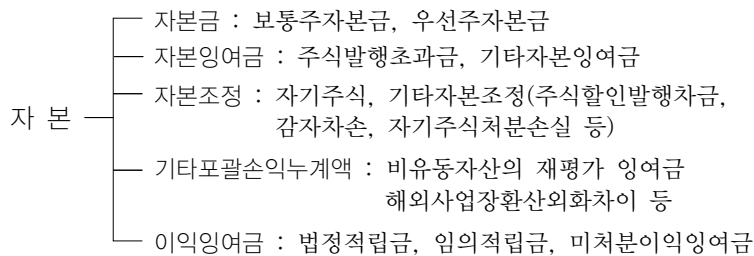 자본금 : 보통주자본금, 우선주자본금
자본잉여금 : 주식발행초과금, 기타자본잉여금
자본조정 : 자기주식, 기타자본조정(주식할인발행차금,
감자차손, 자기주식처분손실 등)
자 본
기타포괄손익누계액 : 비유동자산의 재평가 잉여금
해외사업장환산외화차이 등
이익잉여금 : 법정적립금, 임의적립금, 미처분이익잉여금